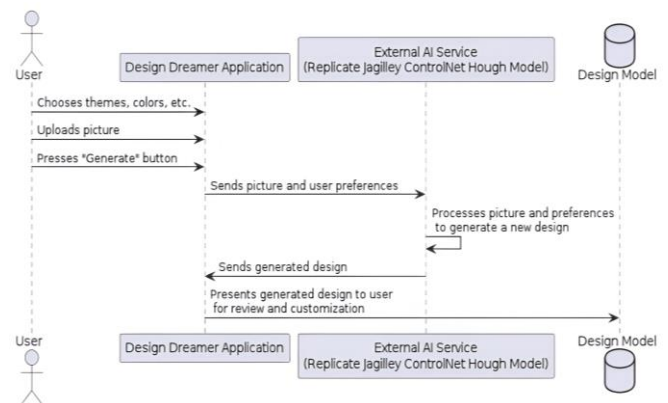 User
Design Dreamer Application
External AI Service
(Replicate Jagilley ControlNet Hough Model)
Design Model
Chooses themes, colors, etc.
Uploads picture
Presses "Generate" button
Sends picture and user preferences
Processes picture and preferences
to generate a new design
Sends generated design
Presents generated design to user
for review and customization
User
Design Dreamer Application
External AI Service
(Replicate Jagilley ControlNet Hough Model)
Design Model